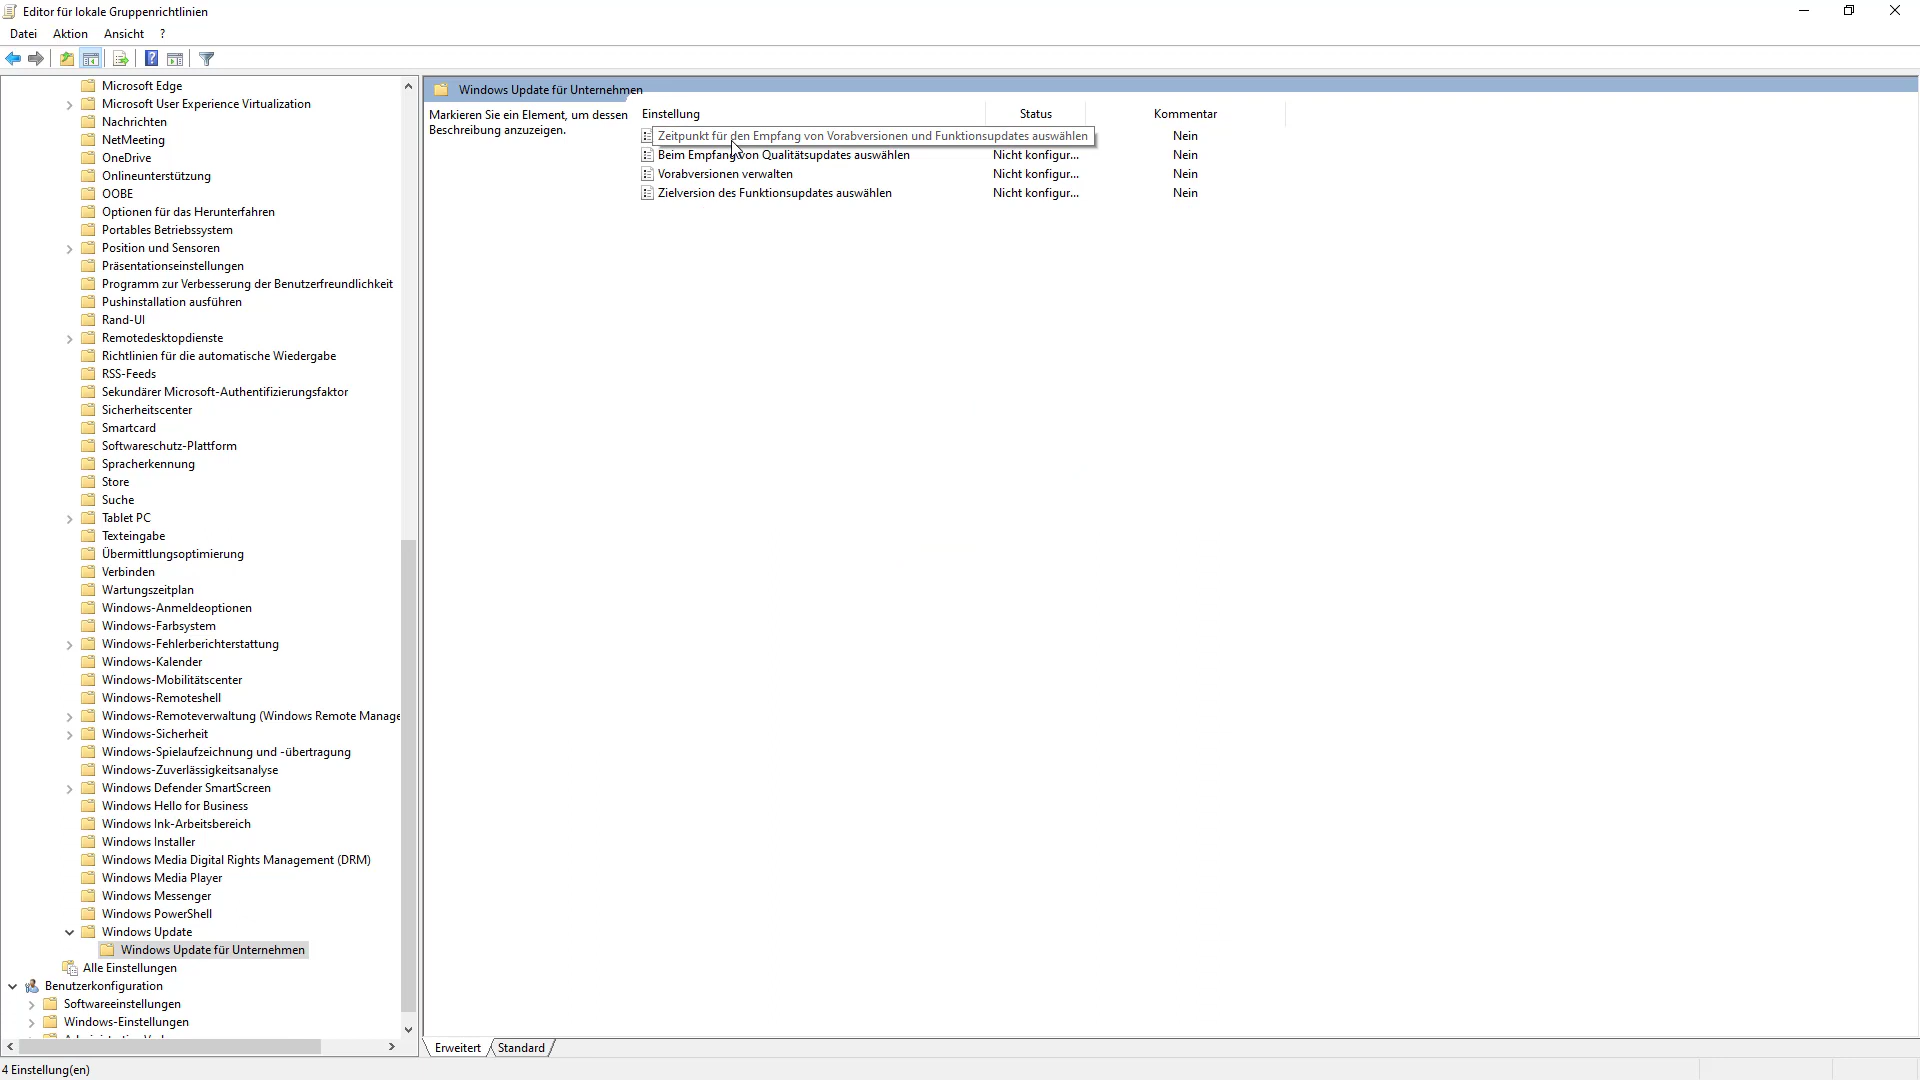 Editor für lokale Gruppenrichtlinien
Datei Aktion Ansicht ?
Microsoft Edge
Microsoft User Experience Virtualization
Nachrichten
NetMeeting
OneDrive
Onlineunterstützung
OOBE
Optionen für das Herunterfahren
Portables Betriebssystem
Position und Sensoren
Präsentationseinstellungen
Programm zur Verbesserung der Benutzerfreundlichkeit
Pushinstallation ausführen
Rand-UI
Remotedesktopdienste
Richtlinien für die automatische Wiedergabe
RSS-Feeds
Sekundärer Microsoft-Authentifizierungsfaktor
Sicherheitscenter
Smartcard
Softwareschutz-Plattform
Spracherkennung
Store
Suche
Tablet PC
Texteingabe
Übermittlungsoptimierung
Verbinden
Wartungszeitplan
Windows-Anmeldeoptionen
Windows-Farbsystem
Windows-Fehlerberichterstattung
Windows-Kalender
Windows-Mobilitätscenter
Windows-Remoteshell
Windows-Remoteverwaltung (Windows Remote Manage
Windows-Sicherheit
Windows-Spielaufzeichnung und -übertragung
Windows-Zuverlässigkeitsanalyse
Windows Defender SmartScreen
Windows Hello for Business
Windows Ink-Arbeitsbereich
Windows Installer
Windows Media Digital Rights Management (DRM)
Windows Media Player
Windows Messenger
Windows PowerShell
Windows Update
Windows Update für Unternehmen
Alle Einstellungen
Benutzerkonfiguration
Softwareeinstellungen
Windows-Einstellungen
Windows Update für Unternehmen
Markieren Sie ein Element, um dessen
Beschreibung anzuzeigen.
Einstellung Status Kommentar
Zeitpunkt für den Empfang von Vorabversionen und Funktionsupdates auswählen Nein
Beim Empfang von Qualitätsupdates auswählen Nicht konfigur... Nein
Vorabversionen verwalten Nicht konfigur... Nein
Zielversion des Funktionsupdates auswählen Nicht konfigur... Nein
Erweitert Standard
4 Einstellung(en)